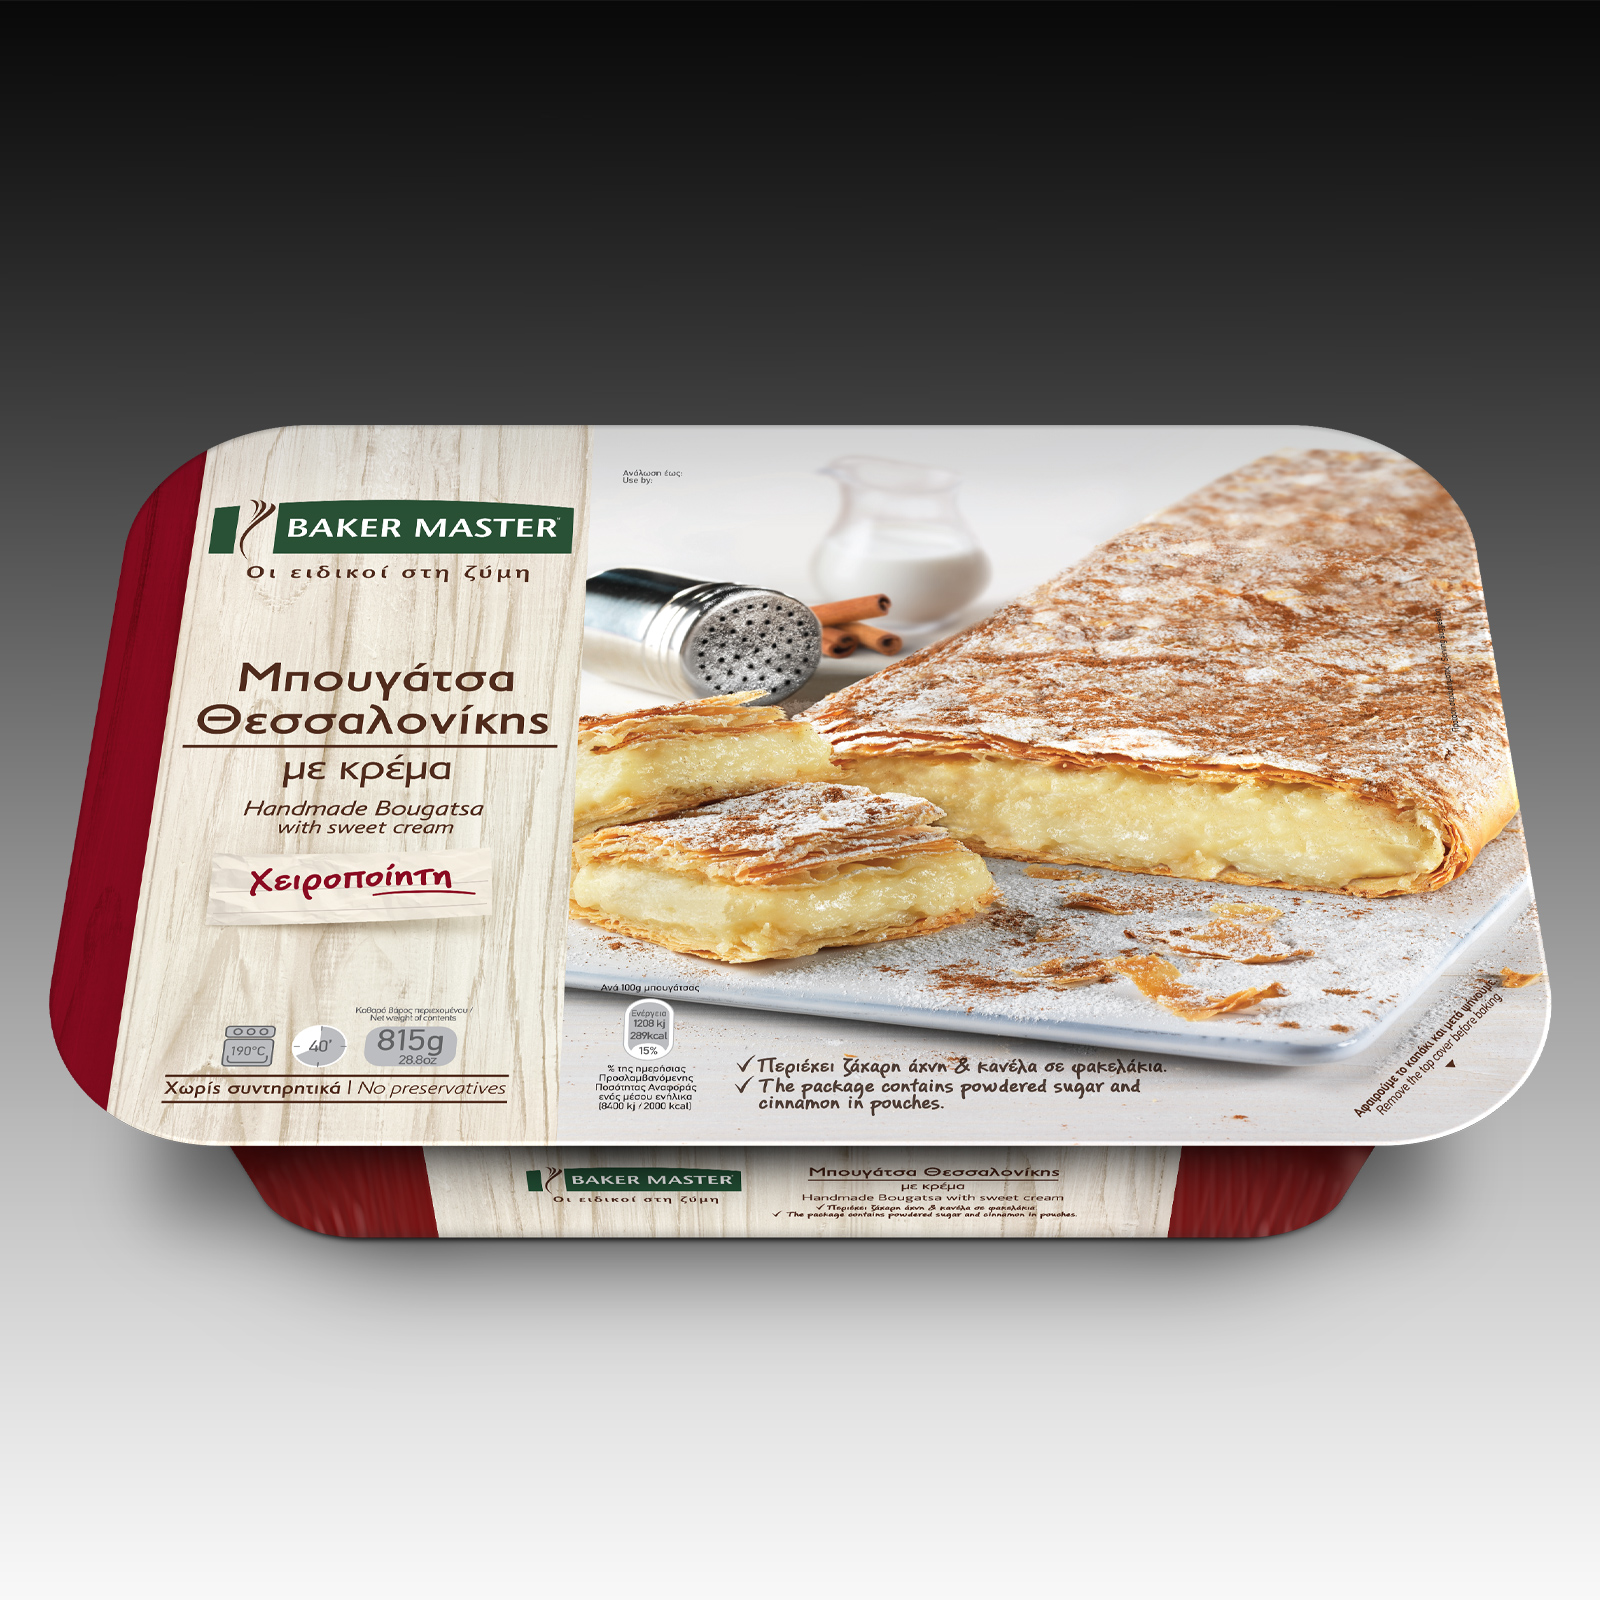 Ανάλωση έως:
Use by:
BAKER MASTER
Οι ειδικοί στη ζύμη
Μπουγάτσα
Θεσσαλονίκης
με κρέμα
Handmade Bougatsa
with sweet cream
Χειροποίητη
Καθαρό βάρος περιεχομένου /
Net weight of contents
190°C
40'
815g
28.8oz
Χωρίς συντηρητικά | No preservatives
Ανά 100g μπουγάτσας
Ενέργεια
1208 kj
289kcal
15%
% της ημερήσιας
Προσλαμβανόμενης
Ποσότητας Αναφοράς
ενός μέσου ενήλικα
(8400 kj / 2000 kcal)
✓ Περιέχει ζάχαρη άχνη & κανέλα σε φακελάκια.
✓ The package contains powdered sugar and
cinnamon in pouches.
Αφαιρούμε το καπάκι και μετά ψήνουμε
Remove the top cover before baking
BAKER MASTER
Οι ειδικοί στη ζύμη
Μπουγάτσα Θεσσαλονίκης
με κρέμα
Handmade Bougatsa with sweet cream
✓ Περιέχει ζάχαρη άχνη & κανέλα σε φακελάκια
✓ The package contains powdered sugar and cinnamon in pouches.